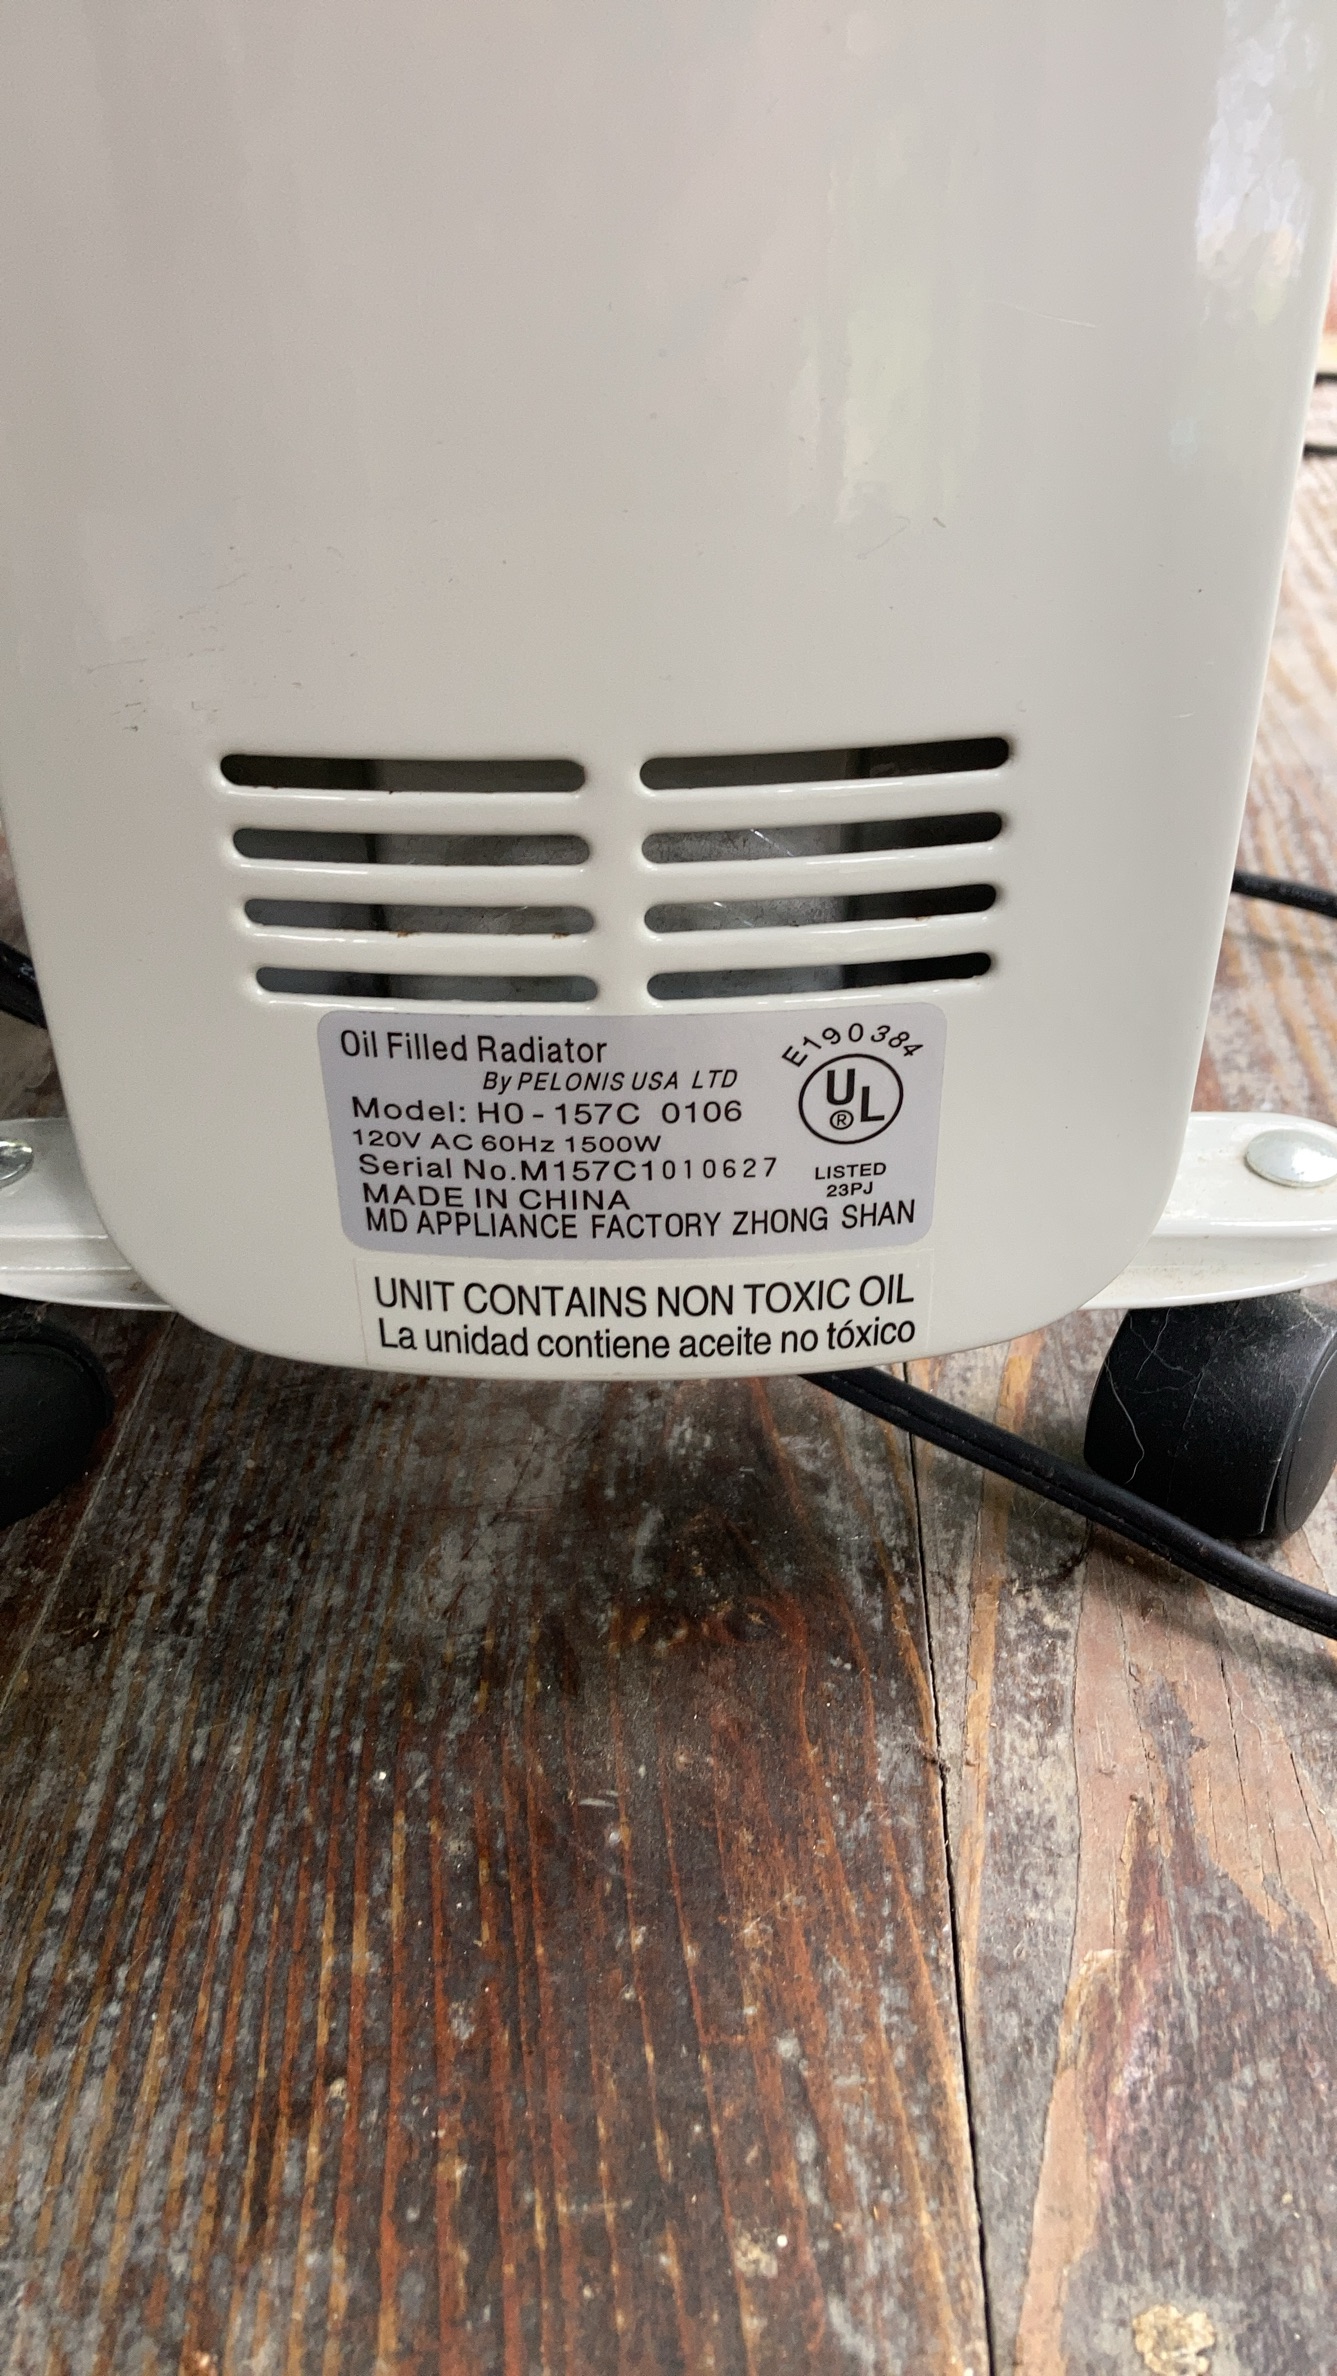 Oil Filled Radiator
By PELONIS USA LTD
Model: HO - 157C 0106
120V AC 60Hz 1500W
Serial No.M157C1010627
MADE IN CHINA
MD APPLIANCE FACTORY ZHONG SHAN
E190384
UL
®
LISTED
23PJ
UNIT CONTAINS NON TOXIC OIL
La unidad contiene aceite no tóxico